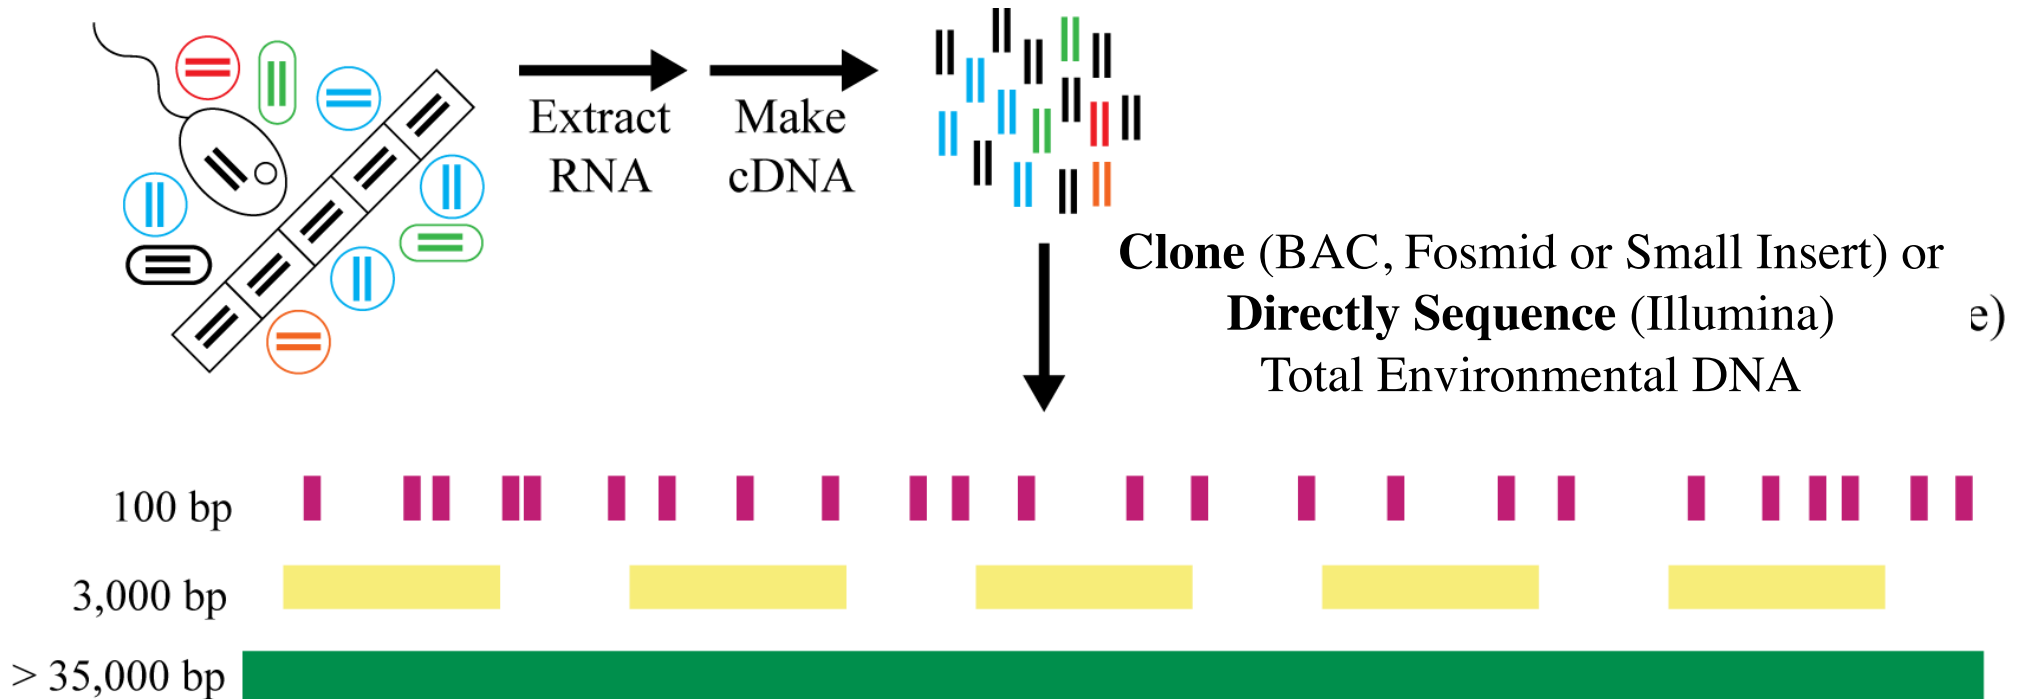 Extract
RNA
Make
cDNA
Clone (BAC, Fosmid or Small Insert) or
Directly Sequence (Illumina)
e)
Total Environmental DNA
100 bp
3,000 bp
> 35,000 bp